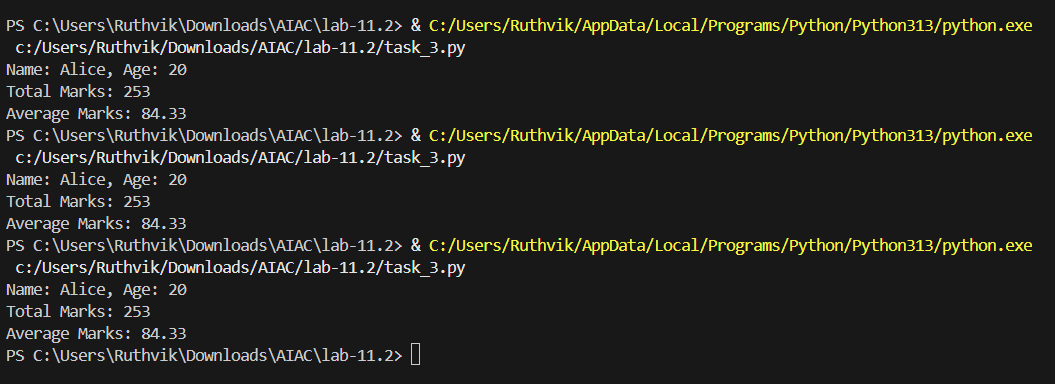 PS C:\Users\Ruthvik\Downloads\AIAC\lab-11.2> & C:/Users/Ruthvik/AppData/Local/Programs/Python/Python313/python.exe
c:/Users/Ruthvik/Downloads/AIAC/lab-11.2/task_3.py
Name: Alice, Age: 20
Total Marks: 253
Average Marks: 84.33
PS C:\Users\Ruthvik\Downloads\AIAC\lab-11.2> & C:/Users/Ruthvik/AppData/Local/Programs/Python/Python313/python.exe
c:/Users/Ruthvik/Downloads/AIAC/lab-11.2/task_3.py
Name: Alice, Age: 20
Total Marks: 253
Average Marks: 84.33
PS C:\Users\Ruthvik\Downloads\AIAC\lab-11.2> & C:/Users/Ruthvik/AppData/Local/Programs/Python/Python313/python.exe
c:/Users/Ruthvik/Downloads/AIAC/lab-11.2/task_3.py
Name: Alice, Age: 20
Total Marks: 253
Average Marks: 84.33
PS C:\Users\Ruthvik\Downloads\AIAC\lab-11.2>